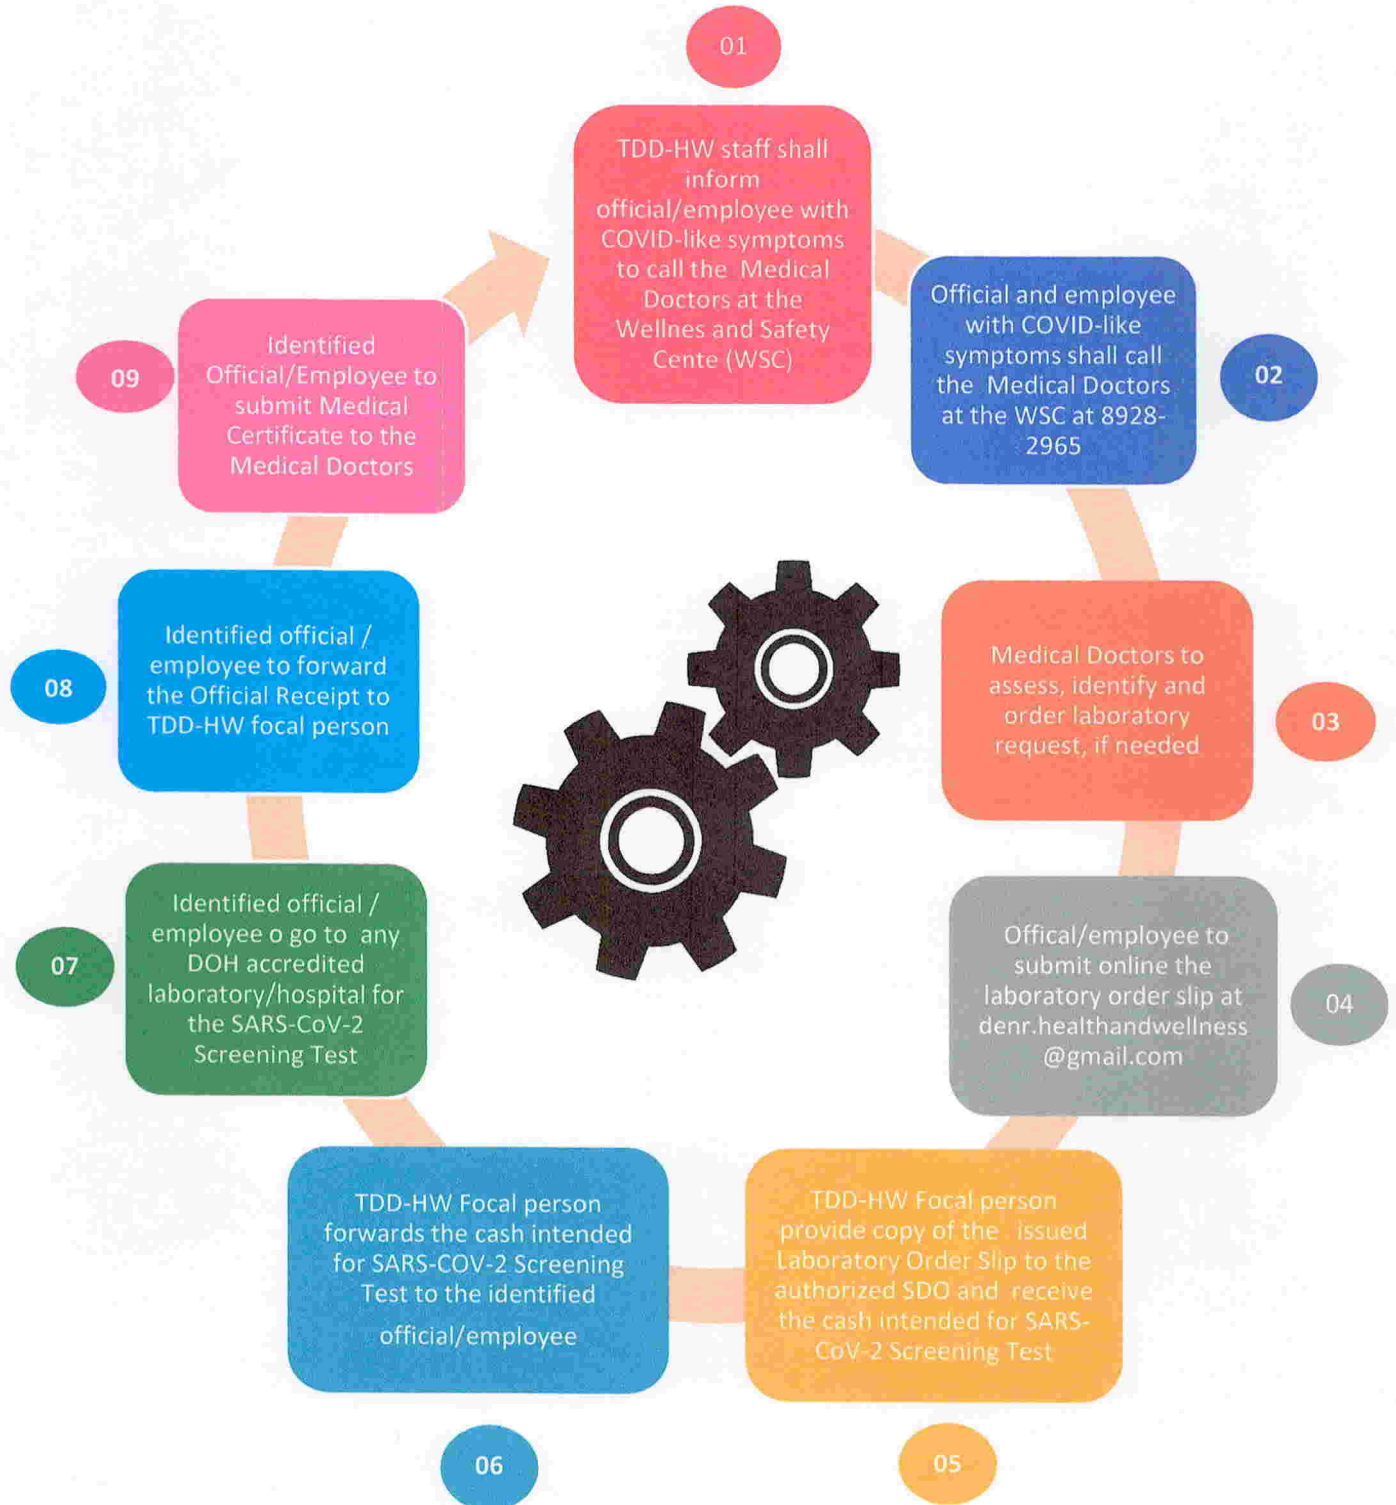 01
TDD-HW staff shall
inform
official/employee with
COVID-like symptoms
to call the Medical
Doctors at the
Wellnes and Safety
Cente (WSC)
02
Official and employee
with COVID-like
symptoms shall call
the Medical Doctors
at the WSC at 8928-
2965
03
Medical Doctors to
assess, identify and
order laboratory
request, if needed
04
Offical/employee to
submit online the
laboratory order slip at
denr.healthandwellness
@gmail.com
05
TDD-HW Focal person
provide copy of the issued
Laboratory Order Slip to the
authorized SDO and receive
the cash intended for SARS-
CoV-2 Screening Test
06
TDD-HW Focal person
forwards the cash intended
for SARS-COV-2 Screening
Test to the identified
official/employee
07
Identified official /
employee o go to any
DOH accredited
laboratory/hospital for
the SARS-CoV-2
Screening Test
08
Identified official /
employee to forward
the Official Receipt to
TDD-HW focal person
09
Identified
Official/Employee to
submit Medical
Certificate to the
Medical Doctors